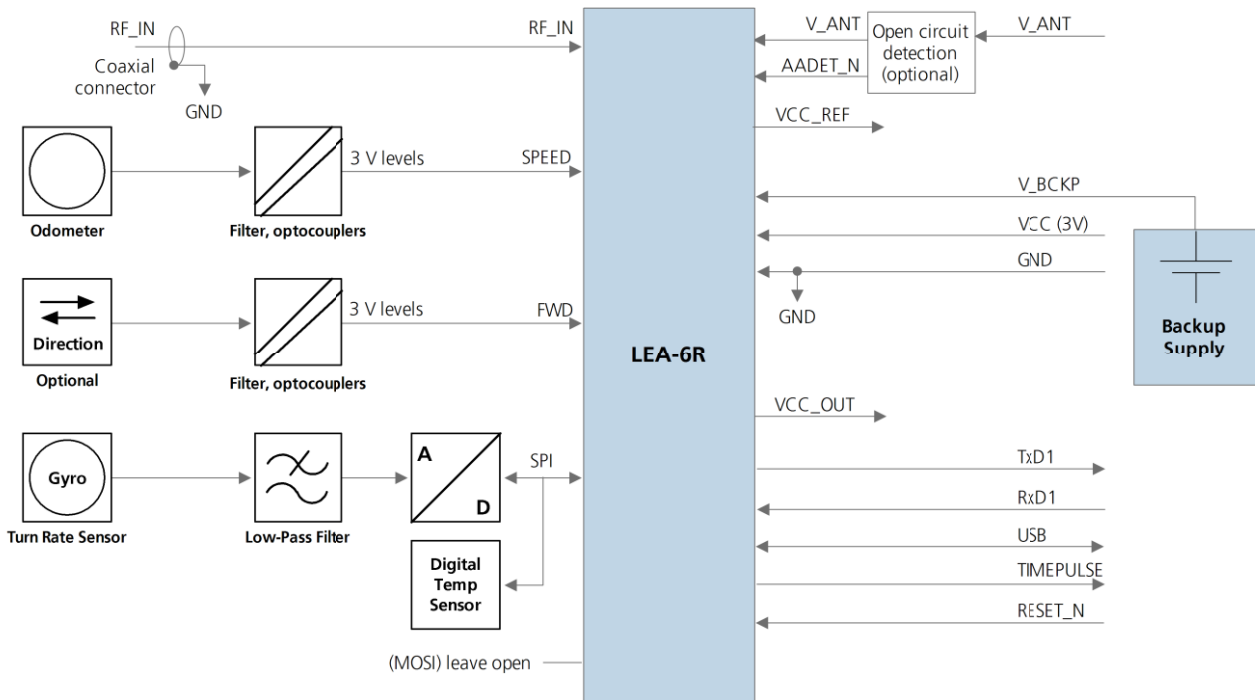 RF_IN
RF_IN
Coaxial
connector
GND
3 V levels
SPEED
Odometer
Filter, optocouplers
Direction
Optional
3 V levels
FWD
Filter, optocouplers
Gyro
Turn Rate Sensor
Low-Pass Filter
A
D
SPI
Digital
Temp
Sensor
(MOSI) leave open
LEA-6R
V_ANT
AADET_N
Open circuit
detection
(optional)
V_ANT
VCC_REF
V_BCKP
VCC (3V)
GND
GND
Backup
Supply
VCC_OUT
TxD1
RxD1
USB
TIMEPULSE
RESET_N